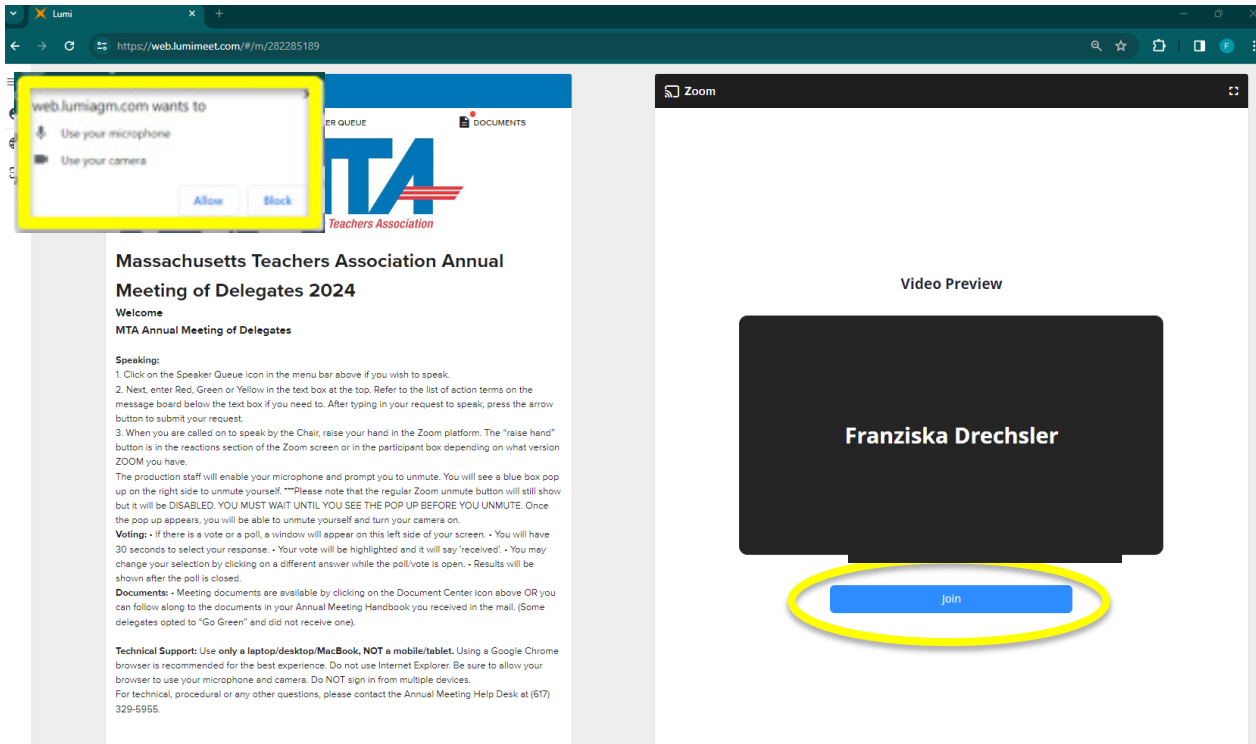 Lumi
https://web.lumimeet.com/#/m/282285189
F
web.lumiagm.com wants to
Use your microphone
Use your camera
Allow
Block
ER QUEUE
DOCUMENTS
TA
Teachers Association
Massachusetts Teachers Association Annual
Meeting of Delegates 2024
Welcome
MTA Annual Meeting of Delegates
Speaking:
1. Click on the Speaker Queue icon in the menu bar above if you wish to speak.
2. Next, enter Red, Green or Yellow in the text box at the top. Refer to the list of action terms on the
message board below the text box if you need to. After typing in your request to speak, press the arrow
button to submit your request.
3. When you are called on to speak by the Chair, raise your hand in the Zoom platform. The “raise hand”
button is in the reactions section of the Zoom screen or in the participant box depending on what version
ZOOM you have.
The production staff will enable your microphone and prompt you to unmute. You will see a blue box pop
up on the right side to unmute yourself. ***Please note that the regular Zoom unmute button will still show
but it will be DISABLED. YOU MUST WAIT UNTIL YOU SEE THE POP UP BEFORE YOU UNMUTE. Once
the pop up appears, you will be able to unmute yourself and turn your camera on.
Voting: • If there is a vote or a poll, a window will appear on this left side of your screen. • You will have
30 seconds to select your response. • Your vote will be highlighted and it will say 'received'. • You may
change your selection by clicking on a different answer while the poll/vote is open. • Results will be
shown after the poll is closed.
Documents: • Meeting documents are available by clicking on the Document Center icon above OR you
can follow along to the documents in your Annual Meeting Handbook you received in the mail. (Some
delegates opted to “Go Green” and did not receive one).
Technical Support: Use only a laptop/desktop/MacBook, NOT a mobile/tablet. Using a Google Chrome
browser is recommended for the best experience. Do not use Internet Explorer. Be sure to allow your
browser to use your microphone and camera. Do NOT sign in from multiple devices.
For technical, procedural or any other questions, please contact the Annual Meeting Help Desk at (617)
329-5955.
Zoom
Video Preview
Franziska Drechsler
Join